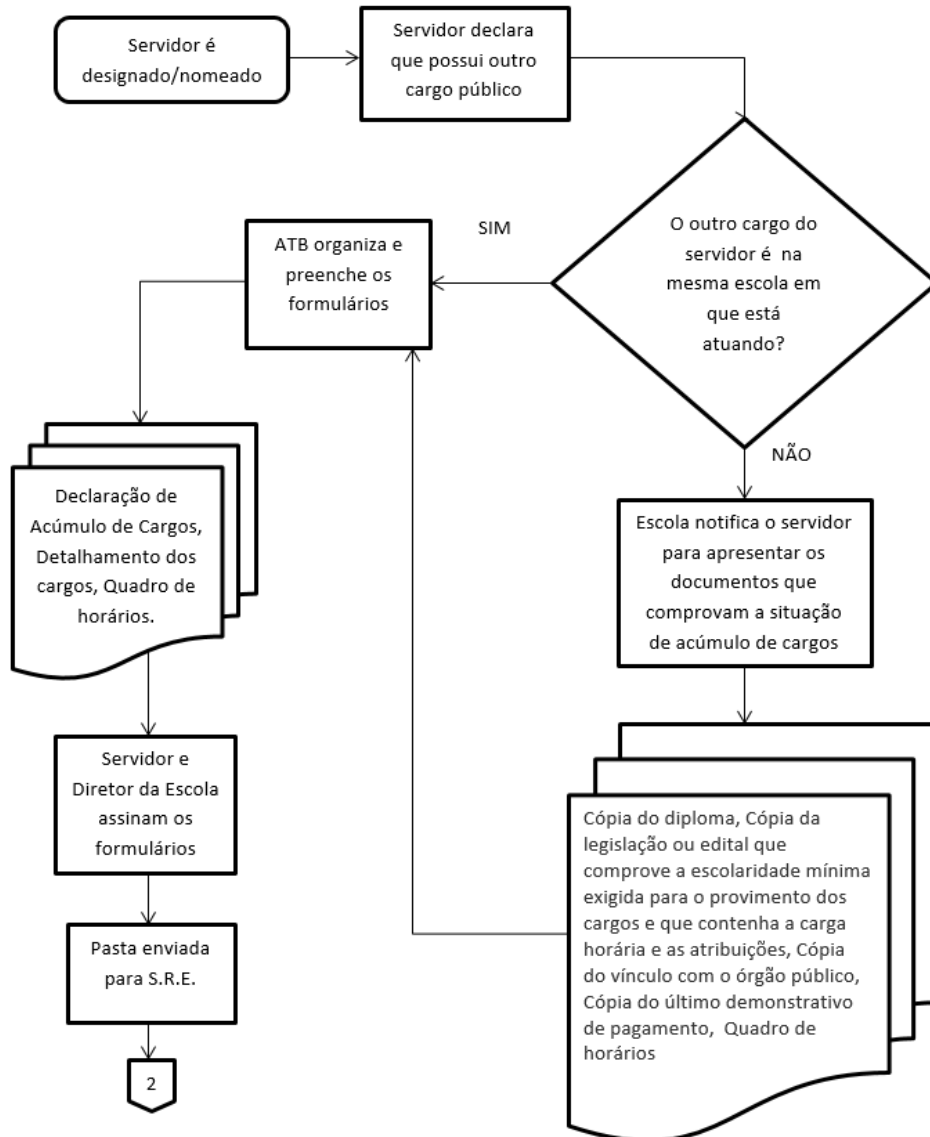 Servidor é
designado/nomeado
Servidor declara
que possui outro
cargo público
O outro cargo do
servidor é na
mesma escola em
que está
atuando?
SIM
ATB organiza e
preenche os
formulários
NÃO
Declaração de
Acúmulo de Cargos,
Detalhamento dos
cargos, Quadro de
horários.
Escola notifica o servidor
para apresentar os
documentos que
comprovam a situação
de acúmulo de cargos
Servidor e
Diretor da Escola
assinam os
formulários
Cópia do diploma, Cópia da
legislação ou edital que
comprove a escolaridade mínima
exigida para o provimento dos
cargos e que contenha a carga
horária e as atribuições, Cópia
do vínculo com o órgão público,
Cópia do último demonstrativo
de pagamento, Quadro de
horários
Pasta enviada
para S.R.E.
2